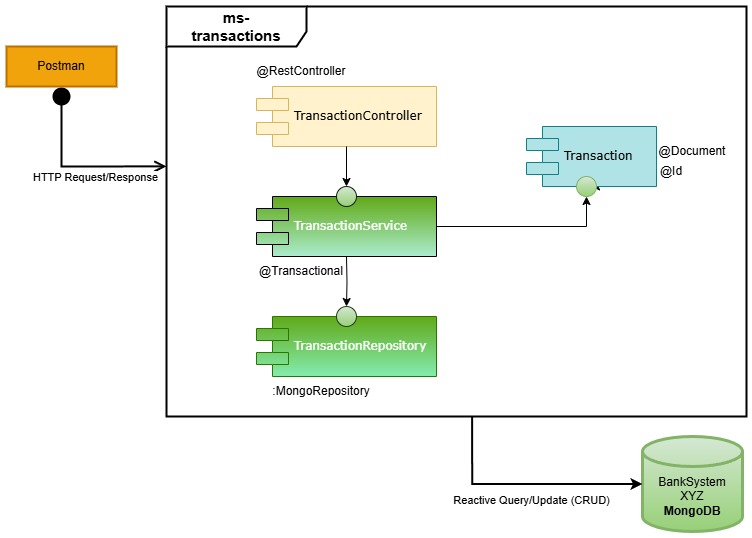 ms-
transactions
Postman
@RestController
TransactionController
HTTP Request/Response
Transaction
@Document
@Id
TransactionService
@Transactional
TransactionRepository
:MongoRepository
BankSystem
XYZ
MongoDB
Reactive Query/Update (CRUD)